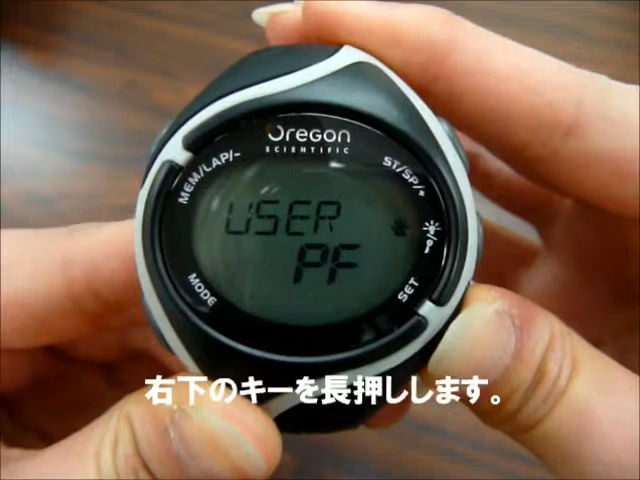 Oregon
SCIENTIFIC
MEM/LAP/-
ST/SP/+
USER
PF
MODE
SET
右下のキーを長押しします。